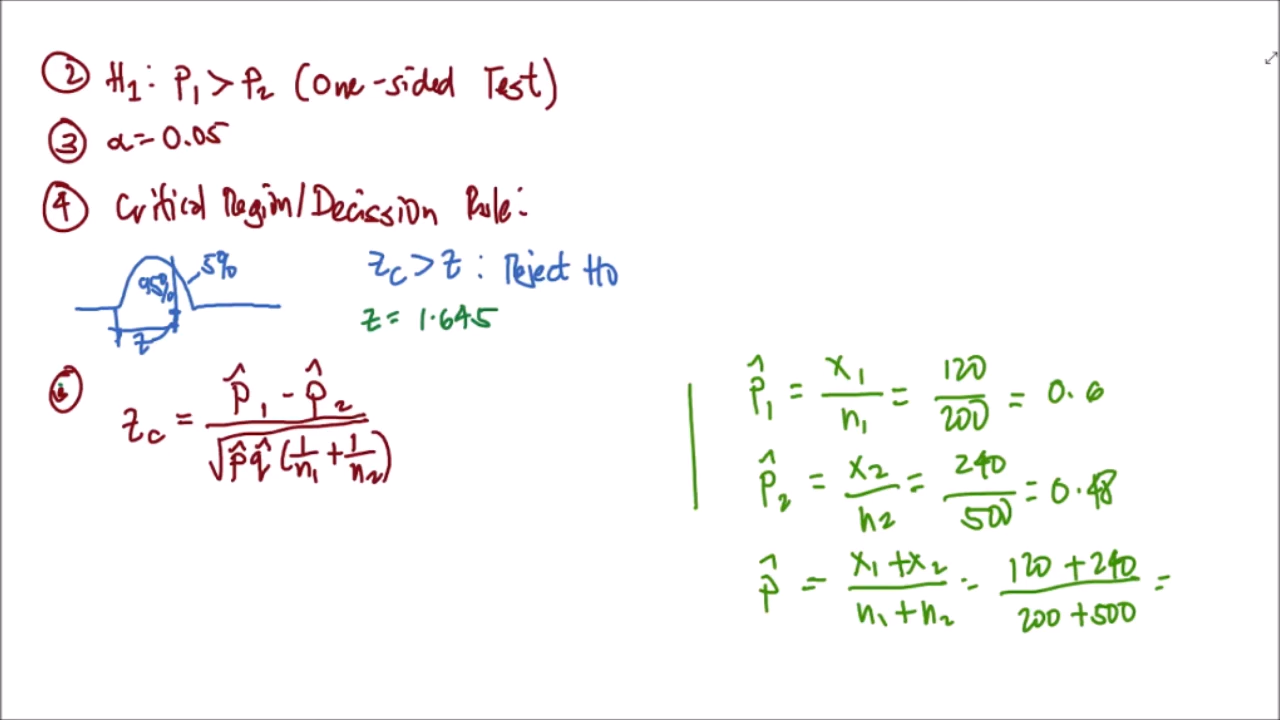 ② H₁: P₁ > P₂ (One-sided Test)
③ α = 0.05
④ Critical Region/Decission Rule:
95%
5%
z
Zc > Z : Reject H0
Z = 1.645
Zc = (p̂₁ - p̂₂) / √(p̂q̂ (1/n₁ + 1/n₂))
p̂₁ = x₁/n₁ = 120/200 = 0.6
p̂₂ = x₂/n₂ = 240/500 = 0.48
p̂ = (x₁+x₂)/(n₁+n₂) = (120+240)/(200+500) =